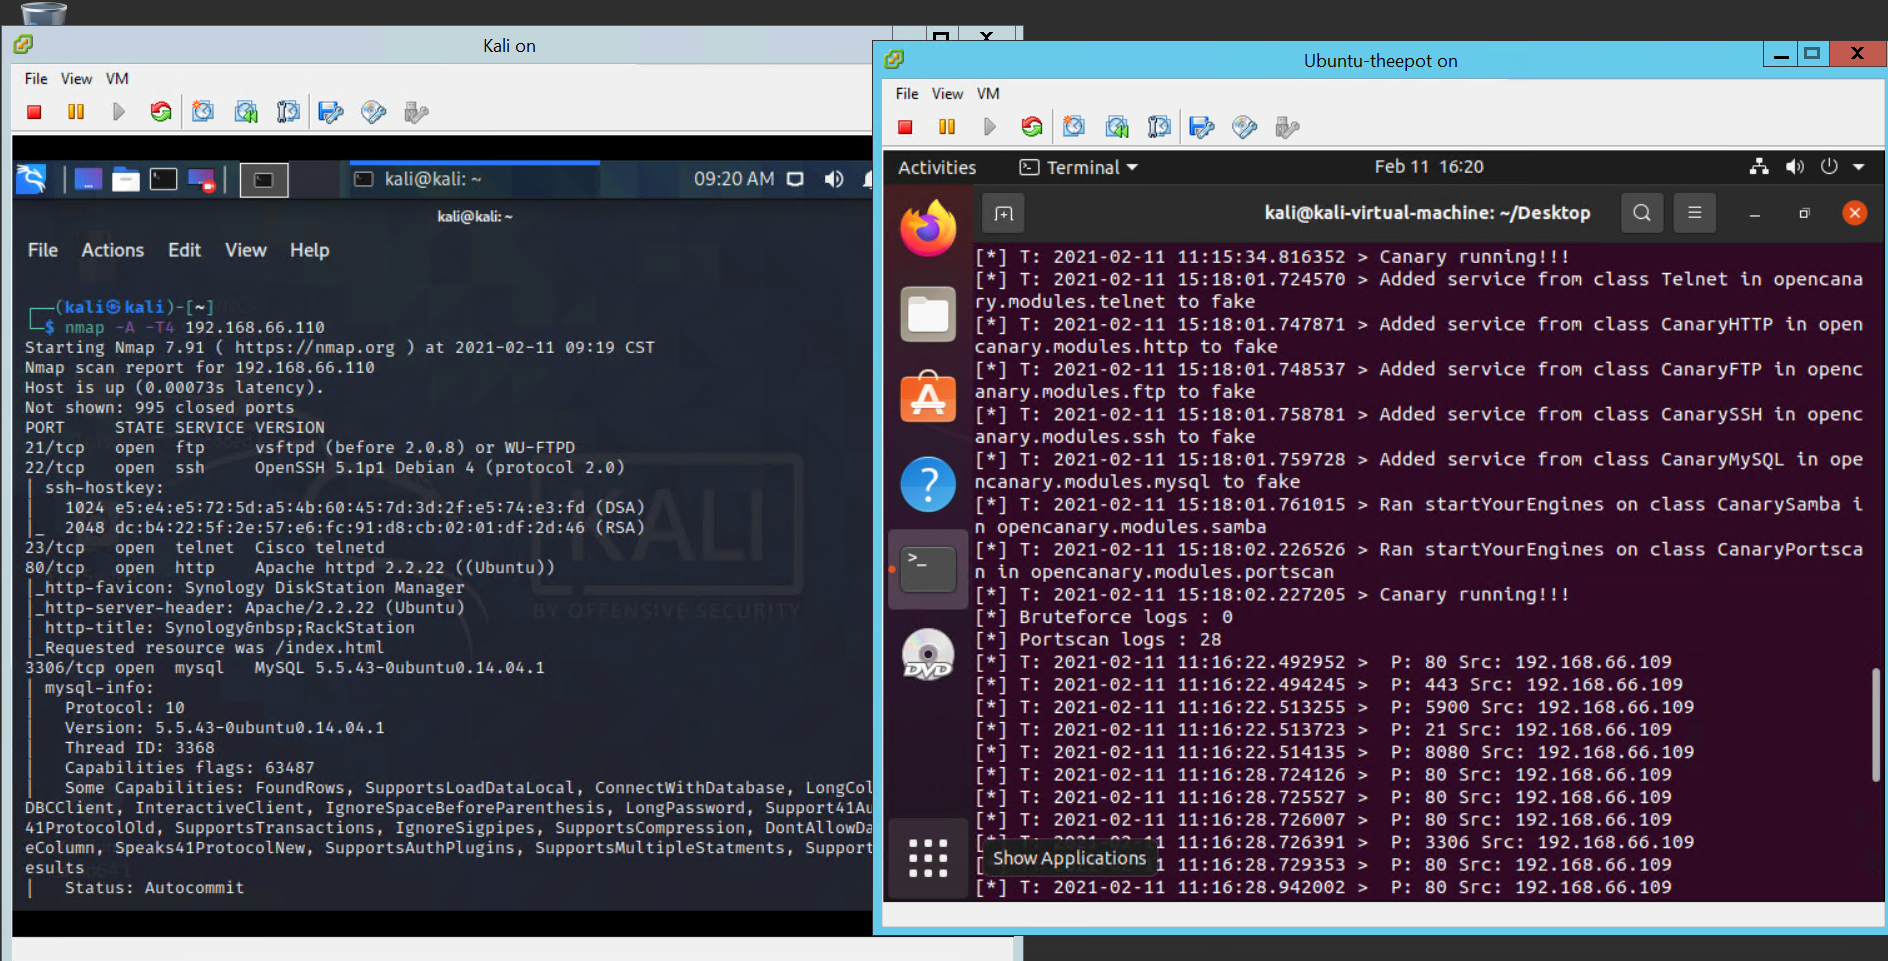 Kali on
File View VM
09:20 AM
kali@kali: ~
kali@kali: ~
File Actions Edit View Help
(kali㉿kali)-[~]
$ nmap -A -T4 192.168.66.110
Starting Nmap 7.91 ( https://nmap.org ) at 2021-02-11 09:19 CST
Nmap scan report for 192.168.66.110
Host is up (0.00073s latency).
Not shown: 995 closed ports
PORT STATE SERVICE VERSION
21/tcp open ftp vsftpd (before 2.0.8) or WU-FTPD
22/tcp open ssh OpenSSH 5.1p1 Debian 4 (protocol 2.0)
| ssh-hostkey:
| 1024 e5:e4:e5:72:5d:a5:4b:60:45:7d:3d:2f:e5:74:e3:fd (DSA)
|_ 2048 dc:b4:22:5f:2e:57:e6:fc:91:d8:cb:02:01:df:2d:46 (RSA)
23/tcp open telnet Cisco telnetd
80/tcp open http Apache httpd 2.2.22 ((Ubuntu))
|_http-favicon: Synology DiskStation Manager
|_http-server-header: Apache/2.2.22 (Ubuntu)
| http-title: Synology&nbsp;RackStation
|_Requested resource was /index.html
3306/tcp open mysql MySQL 5.5.43-0ubuntu0.14.04.1
| mysql-info:
| Protocol: 10
| Version: 5.5.43-0ubuntu0.14.04.1
| Thread ID: 3368
| Capabilities flags: 63487
| Some Capabilities: FoundRows, SupportsLoadDataLocal, ConnectWithDatabase, LongCol
DBCClient, InteractiveClient, IgnoreSpaceBeforeParenthesis, LongPassword, Support41Au
41ProtocolOld, SupportsTransactions, IgnoreSigpipes, SupportsCompression, DontAllowDa
eColumn, Speaks41ProtocolNew, SupportsAuthPlugins, SupportsMultipleStatments, Support
esults
| Status: Autocommit
KALI
BY OFFENSIVE SECURITY
Ubuntu-theepot on
File View VM
Activities Terminal Feb 11 16:20
kali@kali-virtual-machine: ~/Desktop
[*] T: 2021-02-11 11:15:34.816352 > Canary running!!!
[*] T: 2021-02-11 15:18:01.724570 > Added service from class Telnet in opencana
ry.modules.telnet to fake
[*] T: 2021-02-11 15:18:01.747871 > Added service from class CanaryHTTP in open
canary.modules.http to fake
[*] T: 2021-02-11 15:18:01.748537 > Added service from class CanaryFTP in openc
anary.modules.ftp to fake
[*] T: 2021-02-11 15:18:01.758781 > Added service from class CanarySSH in openc
anary.modules.ssh to fake
[*] T: 2021-02-11 15:18:01.759728 > Added service from class CanaryMySQL in ope
ncanary.modules.mysql to fake
[*] T: 2021-02-11 15:18:01.761015 > Ran startYourEngines on class CanarySamba i
n opencanary.modules.samba
[*] T: 2021-02-11 15:18:02.226526 > Ran startYourEngines on class CanaryPortsca
n in opencanary.modules.portscan
[*] T: 2021-02-11 15:18:02.227205 > Canary running!!!
[*] Bruteforce logs : 0
[*] Portscan logs : 28
[*] T: 2021-02-11 11:16:22.492952 > P: 80 Src: 192.168.66.109
[*] T: 2021-02-11 11:16:22.494245 > P: 443 Src: 192.168.66.109
[*] T: 2021-02-11 11:16:22.513255 > P: 5900 Src: 192.168.66.109
[*] T: 2021-02-11 11:16:22.513723 > P: 21 Src: 192.168.66.109
[*] T: 2021-02-11 11:16:22.514135 > P: 8080 Src: 192.168.66.109
[*] T: 2021-02-11 11:16:28.724126 > P: 80 Src: 192.168.66.109
[*] T: 2021-02-11 11:16:28.725527 > P: 80 Src: 192.168.66.109
[*] T: 2021-02-11 11:16:28.726007 > P: 80 Src: 192.168.66.109
[*] T: 2021-02-11 11:16:28.726391 > P: 3306 Src: 192.168.66.109
1:16:28.729353 > P: 80 Src: 192.168.66.109
[*] T: 2021-02-11 11:16:28.942002 > P: 80 Src: 192.168.66.109
Show Applications
DVD